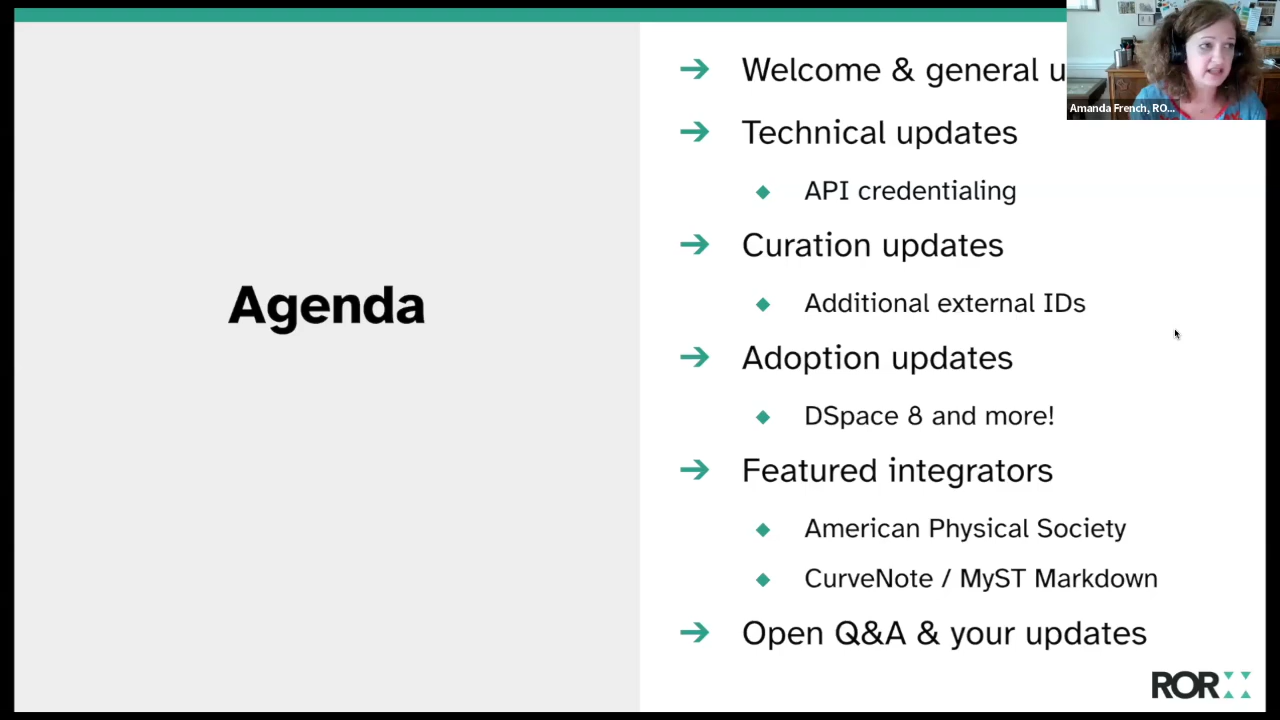 Agenda
Welcome & general u
Technical updates
API credentialing
Curation updates
Additional external IDs
Adoption updates
DSpace 8 and more!
Featured integrators
American Physical Society
CurveNote / MyST Markdown
Open Q&A & your updates
Amanda French, RO...
ROR